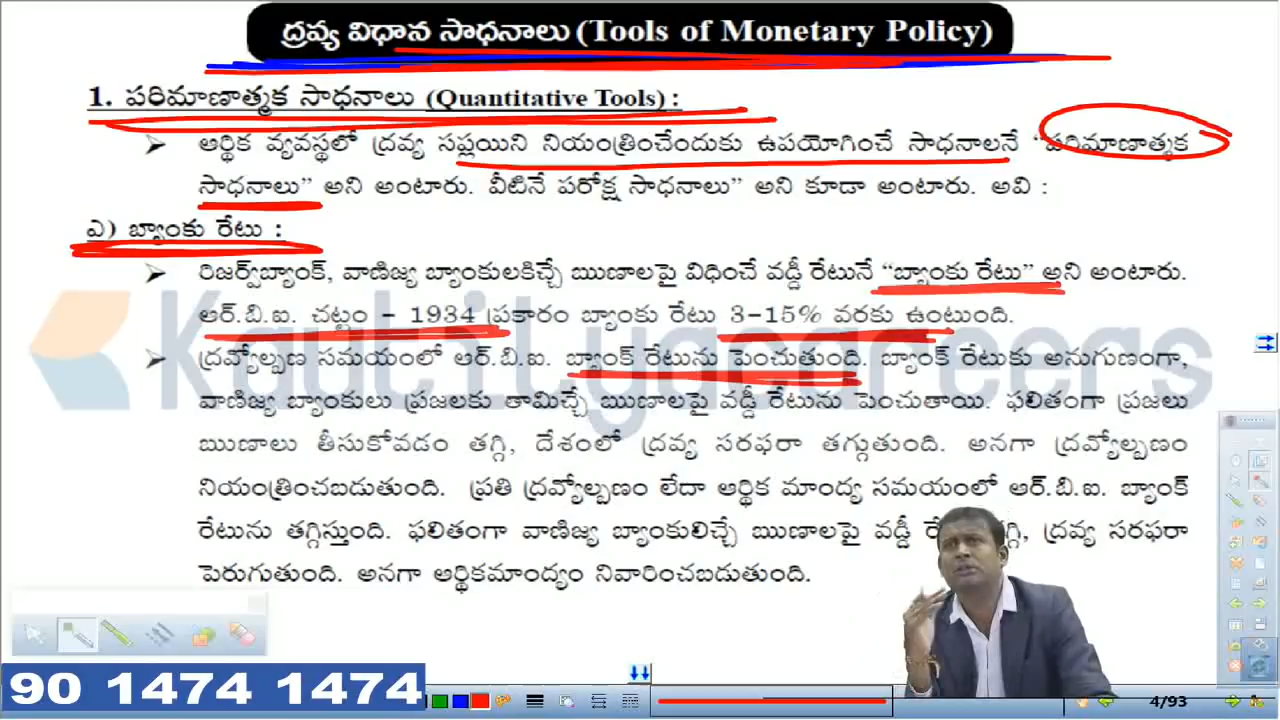 ద్రవ్య విధాన సాధనాలు (Tools of Monetary Policy)
1. పరిమాణాత్మక సాధనాలు (Quantitative Tools) :
➢ ఆర్థిక వ్యవస్థలో ద్రవ్య సప్లయిని నియంత్రించేందుకు ఉపయోగించే సాధనాలనే “పరిమాణాత్మక
సాధనాలు” అని అంటారు. వీటినే పరోక్ష సాధనాలు” అని కూడా అంటారు. అవి :
ఎ) బ్యాంకు రేటు :
➢ రిజర్వ్‌బ్యాంక్, వాణిజ్య బ్యాంకులకిచ్చే ఋణాలపై విధించే వడ్డీ రేటునే “బ్యాంకు రేటు” అని అంటారు.
ఆర్.బి.ఐ. చట్టం - 1934 ప్రకారం బ్యాంకు రేటు 3-15% వరకు ఉంటుంది.
➢ ద్రవ్యోల్బణ సమయంలో ఆర్.బి.ఐ. బ్యాంక్ రేటును పెంచుతుంది. బ్యాంక్ రేటుకు అనుగుణంగా,
వాణిజ్య బ్యాంకులు ప్రజలకు తామిచ్చే ఋణాలపై వడ్డీ రేటును పెంచుతాయి. ఫలితంగా ప్రజలు
ఋణాలు తీసుకోవడం తగ్గి, దేశంలో ద్రవ్య సరఫరా తగ్గుతుంది. అనగా ద్రవ్యోల్బణం
నియంత్రించబడుతుంది. ప్రతి ద్రవ్యోల్బణం లేదా ఆర్థిక మాంద్య సమయంలో ఆర్.బి.ఐ. బ్యాంక్
రేటును తగ్గిస్తుంది. ఫలితంగా వాణిజ్య బ్యాంకులిచ్చే ఋణాలపై వడ్డీ ద్రవ్య సరఫరా
పెరుగుతుంది. అనగా ఆర్థికమాంద్యం నివారించబడుతుంది.
Kautilya careers
90 1474 1474
4/93